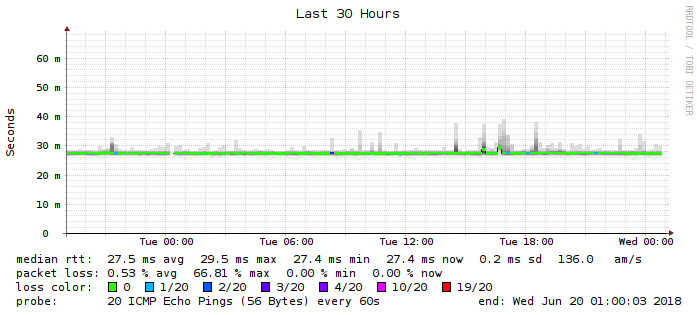 Last 30 Hours
RRDTOOL / TOBI OETIKER
Seconds
60 m
50 m
40 m
30 m
20 m
10 m
0
Tue 00:00 Tue 06:00 Tue 12:00 Tue 18:00 Wed 00:00
median rtt: 27.5 ms avg 29.5 ms max 27.4 ms min 27.4 ms now 0.2 ms sd 136.0 am/s
packet loss: 0.53 % avg 66.81 % max 0.00 % min 0.00 % now
loss color: 0 1/20 2/20 3/20 4/20 10/20 19/20
probe: 20 ICMP Echo Pings (56 Bytes) every 60s end: Wed Jun 20 01:00:03 2018